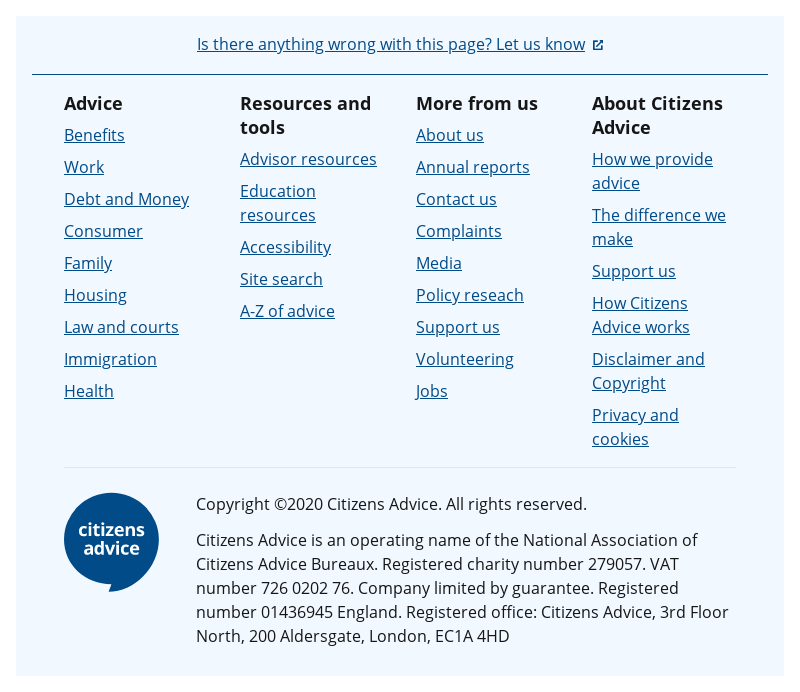 Is there anything wrong with this page? Let us know
Advice
Benefits
Work
Debt and Money
Consumer
Family
Housing
Law and courts
Immigration
Health
Resources and
tools
Advisor resources
Education
resources
Accessibility
Site search
A-Z of advice
More from us
About us
Annual reports
Contact us
Complaints
Media
Policy reseach
Support us
Volunteering
Jobs
About Citizens
Advice
How we provide
advice
The difference we
make
Support us
How Citizens
Advice works
Disclaimer and
Copyright
Privacy and
cookies
citizens
advice
Copyright ©2020 Citizens Advice. All rights reserved.
Citizens Advice is an operating name of the National Association of
Citizens Advice Bureaux. Registered charity number 279057. VAT
number 726 0202 76. Company limited by guarantee. Registered
number 01436945 England. Registered office: Citizens Advice, 3rd Floor
North, 200 Aldersgate, London, EC1A 4HD